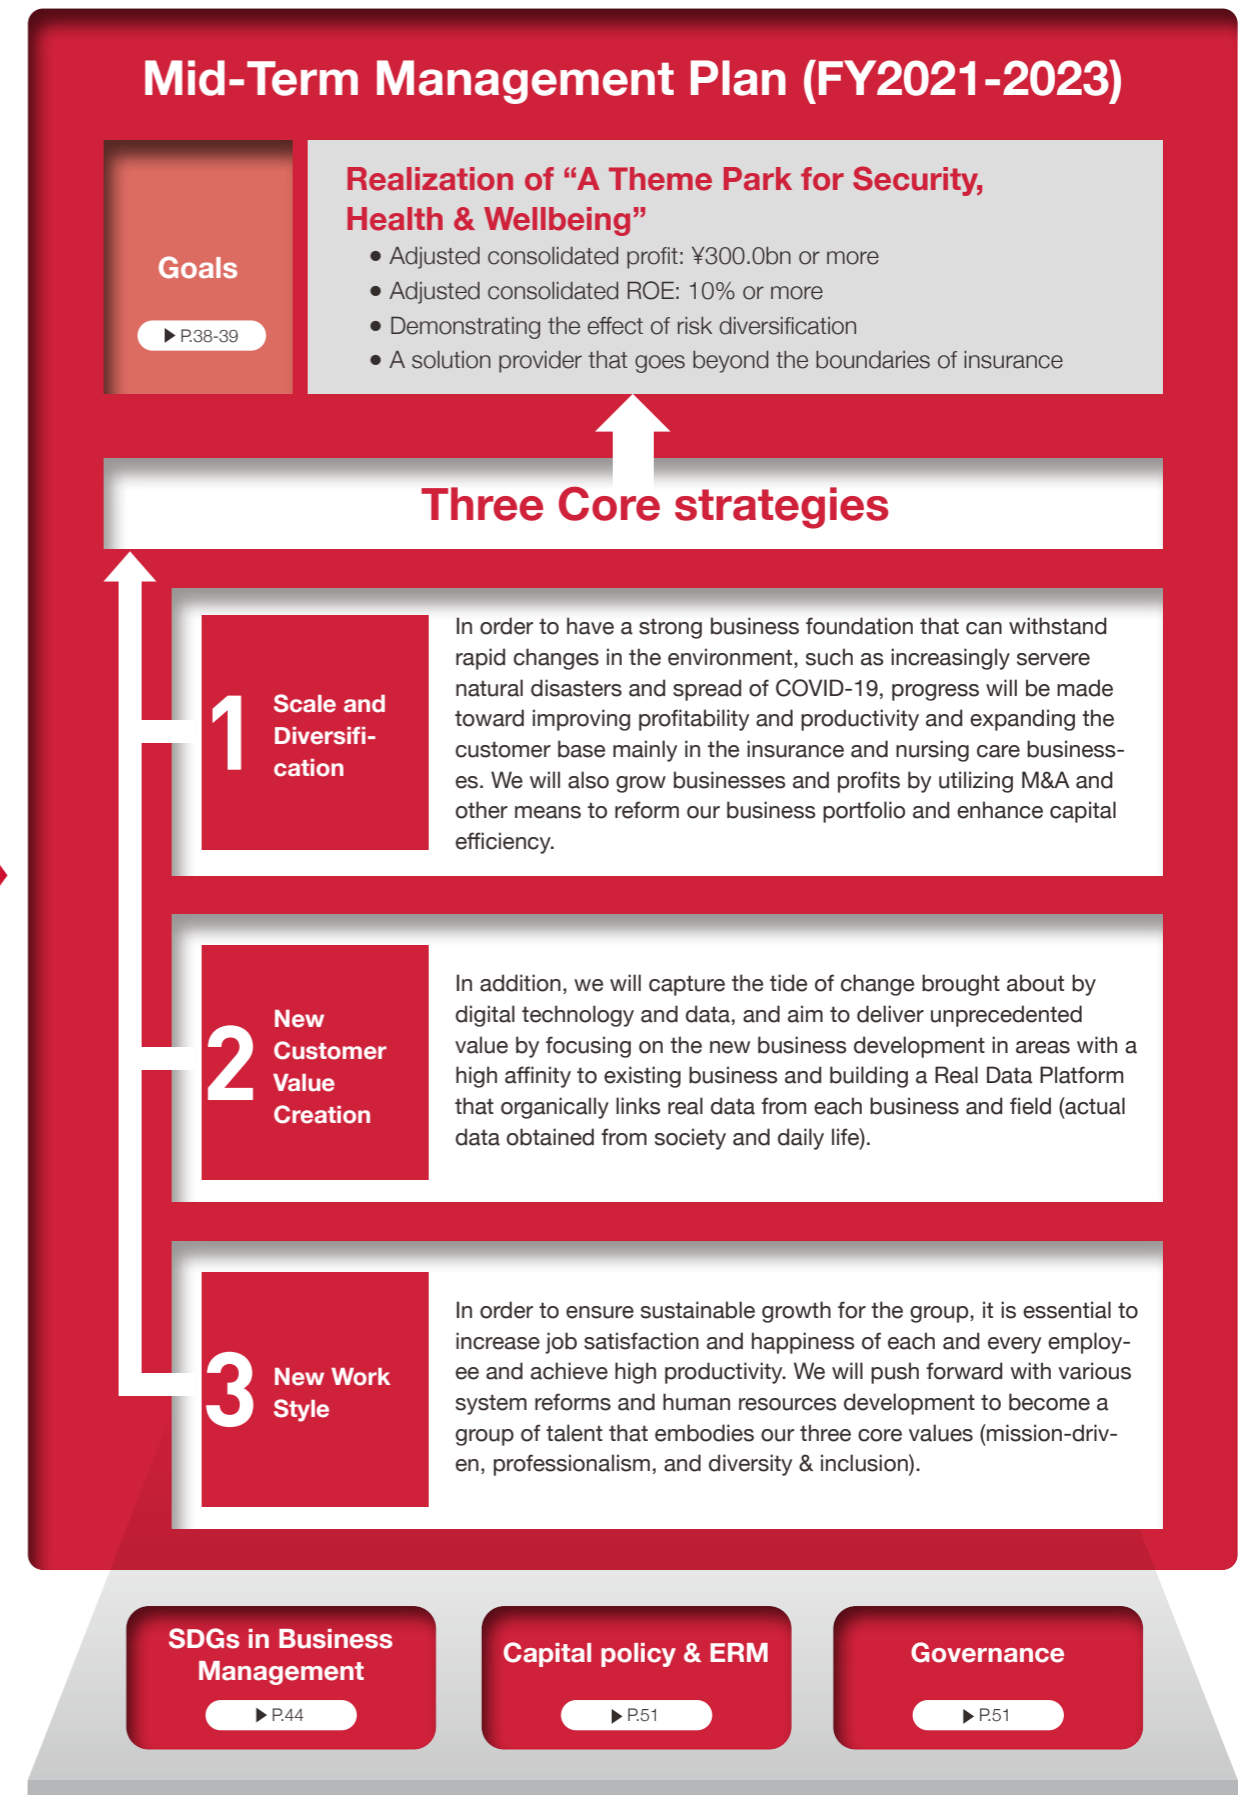 Mid-Term Management Plan (FY2021-2023)
Goals
▶ P.38-39
Realization of “A Theme Park for Security,
Health & Wellbeing”
● Adjusted consolidated profit: ¥300.0bn or more
● Adjusted consolidated ROE: 10% or more
● Demonstrating the effect of risk diversification
● A solution provider that goes beyond the boundaries of insurance
Three Core strategies
1
Scale and
Diversifi-
cation
In order to have a strong business foundation that can withstand
rapid changes in the environment, such as increasingly servere
natural disasters and spread of COVID-19, progress will be made
toward improving profitability and productivity and expanding the
customer base mainly in the insurance and nursing care business-
es. We will also grow businesses and profits by utilizing M&A and
other means to reform our business portfolio and enhance capital
efficiency.
2
New
Customer
Value
Creation
In addition, we will capture the tide of change brought about by
digital technology and data, and aim to deliver unprecedented
value by focusing on the new business development in areas with a
high affinity to existing business and building a Real Data Platform
that organically links real data from each business and field (actual
data obtained from society and daily life).
3
New Work
Style
In order to ensure sustainable growth for the group, it is essential to
increase job satisfaction and happiness of each and every employ-
ee and achieve high productivity. We will push forward with various
system reforms and human resources development to become a
group of talent that embodies our three core values (mission-driv-
en, professionalism, and diversity & inclusion).
SDGs in Business
Management
▶ P.44
Capital policy & ERM
▶ P.51
Governance
▶ P.51